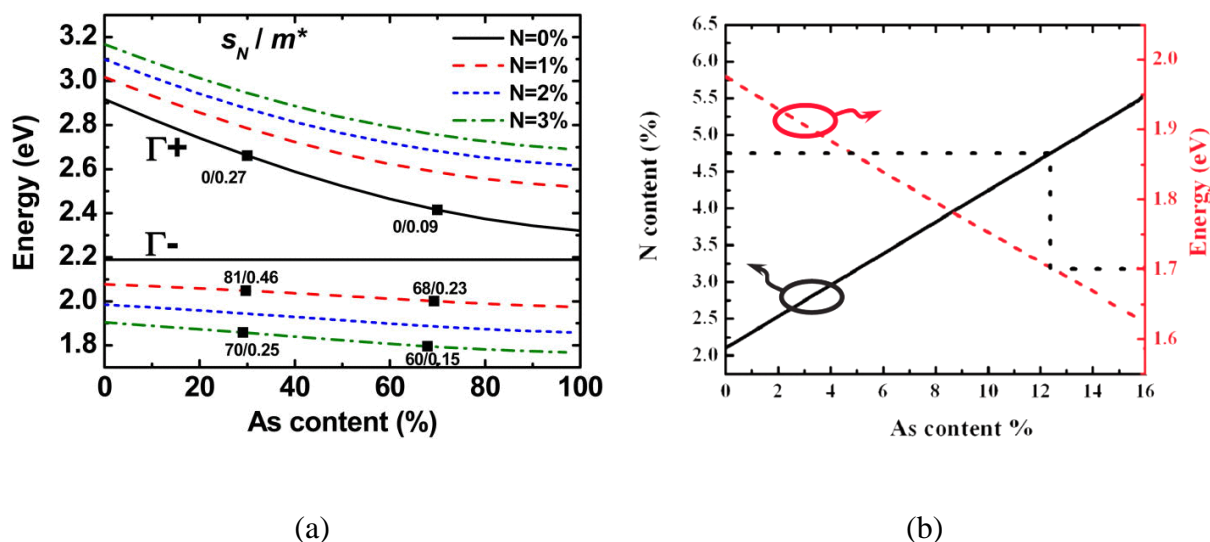 s_N / m*
N=0%
N=1%
N=2%
N=3%
Γ+
Γ-
0/0.27
0/0.09
81/0.46
68/0.23
70/0.25
60/0.15
Energy (eV)
3.2
3.0
2.8
2.6
2.4
2.2
2.0
1.8
0 20 40 60 80 100
As content (%)
(a)
N content (%)
6.5
6.0
5.5
5.0
4.5
4.0
3.5
3.0
2.5
2.0
Energy (eV)
2.0
1.9
1.8
1.7
1.6
0 2 4 6 8 10 12 14 16
As content %
(b)